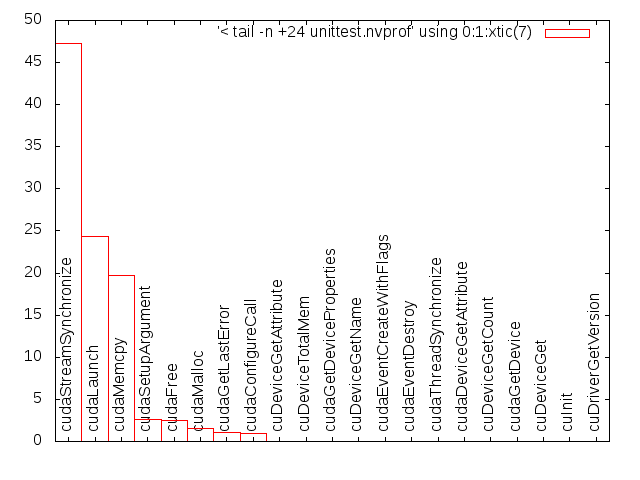 50
45
40
35
30
25
20
15
10
5
0
'< tail -n +24 unittest.nvprof' using 0:1:xtic(7)
cudaStreamSynchronize
cudaLaunch
cudaMemcpy
cudaSetupArgument
cudaFree
cudaMalloc
cudaGetLastError
cudaConfigureCall
cuDeviceGetAttribute
cuDeviceTotalMem
cudaGetDeviceProperties
cuDeviceGetName
cudaEventCreateWithFlags
cudaEventDestroy
cudaThreadSynchronize
cudaDeviceGetAttribute
cuDeviceGetCount
cudaGetDevice
cuDeviceGet
cuInit
cuDriverGetVersion